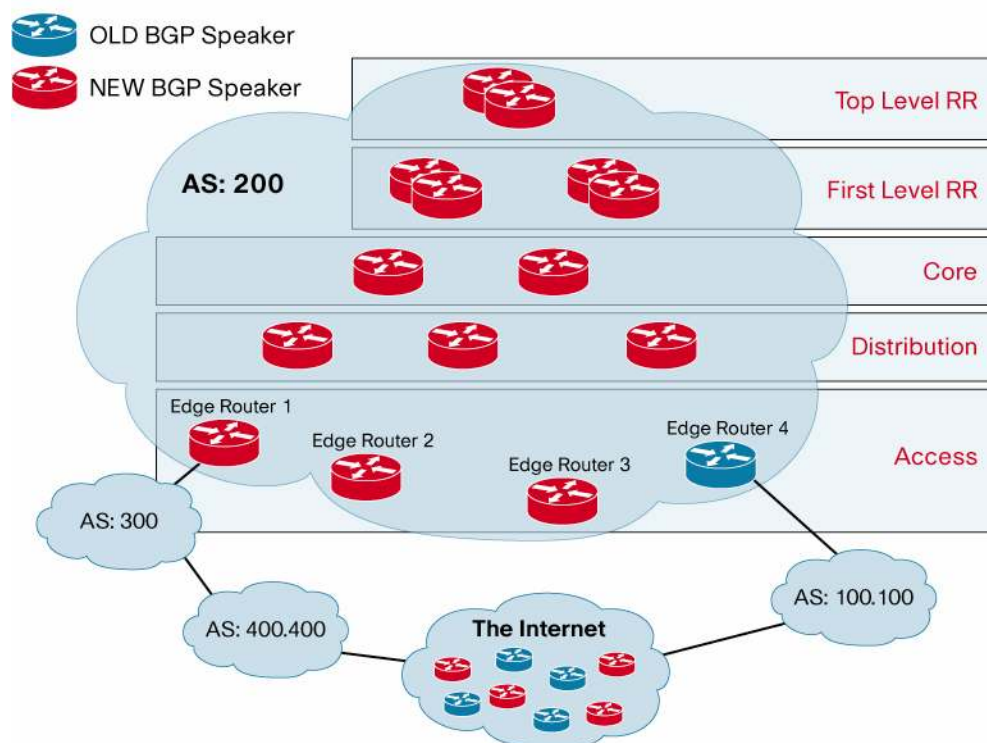 OLD BGP Speaker
NEW BGP Speaker
Top Level RR
AS: 200
First Level RR
Core
Distribution
Edge Router 1
Edge Router 2
Edge Router 3
Edge Router 4
Access
AS: 300
AS: 400.400
The Internet
AS: 100.100